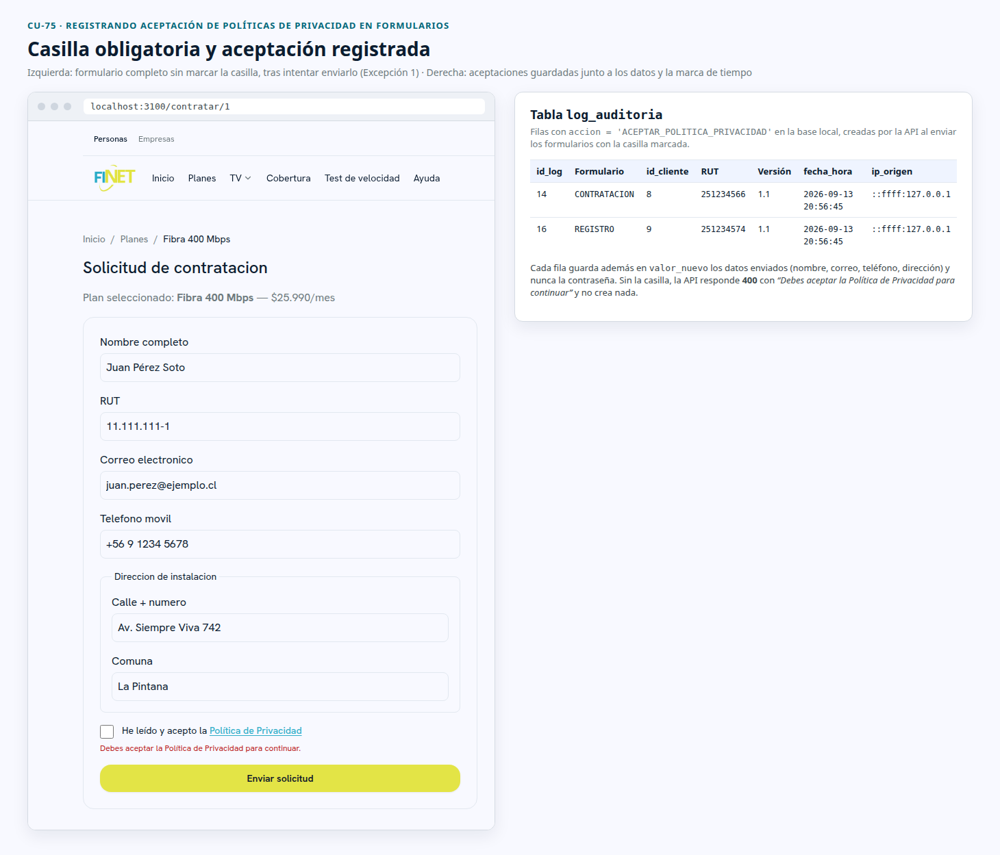 CU-75 · REGISTRANDO ACEPTACIÓN DE POLÍTICAS DE PRIVACIDAD EN FORMULARIOS
Casilla obligatoria y aceptación registrada
Izquierda: formulario completo sin marcar la casilla, tras intentar enviarlo (Excepción 1) · Derecha: aceptaciones guardadas junto a los datos y la marca de tiempo
localhost:3100/contratar/1
Personas Empresas
FINET Inicio Planes TV Cobertura Test de velocidad Ayuda
Inicio / Planes / Fibra 400 Mbps
Solicitud de contratacion
Plan seleccionado: Fibra 400 Mbps — $25.990/mes
Nombre completo
Juan Pérez Soto
RUT
11.111.111-1
Correo electronico
juan.perez@ejemplo.cl
Telefono movil
+56 9 1234 5678
Direccion de instalacion
Calle + numero
Av. Siempre Viva 742
Comuna
La Pintana
He leído y acepto la Política de Privacidad
Debes aceptar la Política de Privacidad para continuar.
Enviar solicitud
Tabla log_auditoria
Filas con accion = 'ACEPTAR_POLITICA_PRIVACIDAD' en la base local, creadas por la API al enviar
los formularios con la casilla marcada.
id_log Formulario id_cliente RUT Versión fecha_hora ip_origen
14 CONTRATACION 8 251234566 1.1 2026-09-13 ::ffff:127.0.0.1
20:56:45
16 REGISTRO 9 251234574 1.1 2026-09-13 ::ffff:127.0.0.1
20:56:45
Cada fila guarda además en valor_nuevo los datos enviados (nombre, correo, teléfono, dirección) y
nunca la contraseña. Sin la casilla, la API responde 400 con “Debes aceptar la Política de Privacidad para
continuar” y no crea nada.